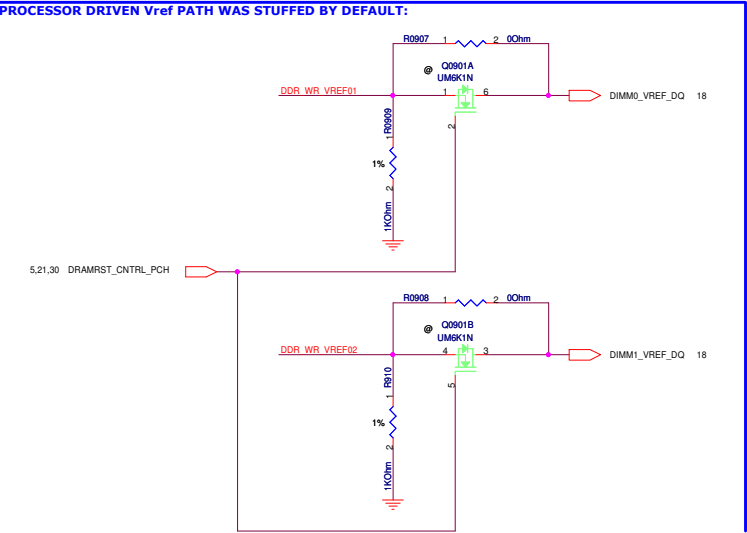 PROCESSOR DRIVEN Vref PATH WAS STUFFED BY DEFAULT:
R0907 1 2 0Ohm
@ Q0901A
UM6K1N
DDR_WR_VREF01 1 6 DIMM0_VREF_DQ 18
2
R0909
1
1%
2
1KOhm
5,21,30 DRAMRST_CNTRL_PCH
R0908 1 2 0Ohm
@ Q0901B
UM6K1N
DDR_WR_VREF02 4 3 DIMM1_VREF_DQ 18
5
R910
1
1%
2
1KOhm